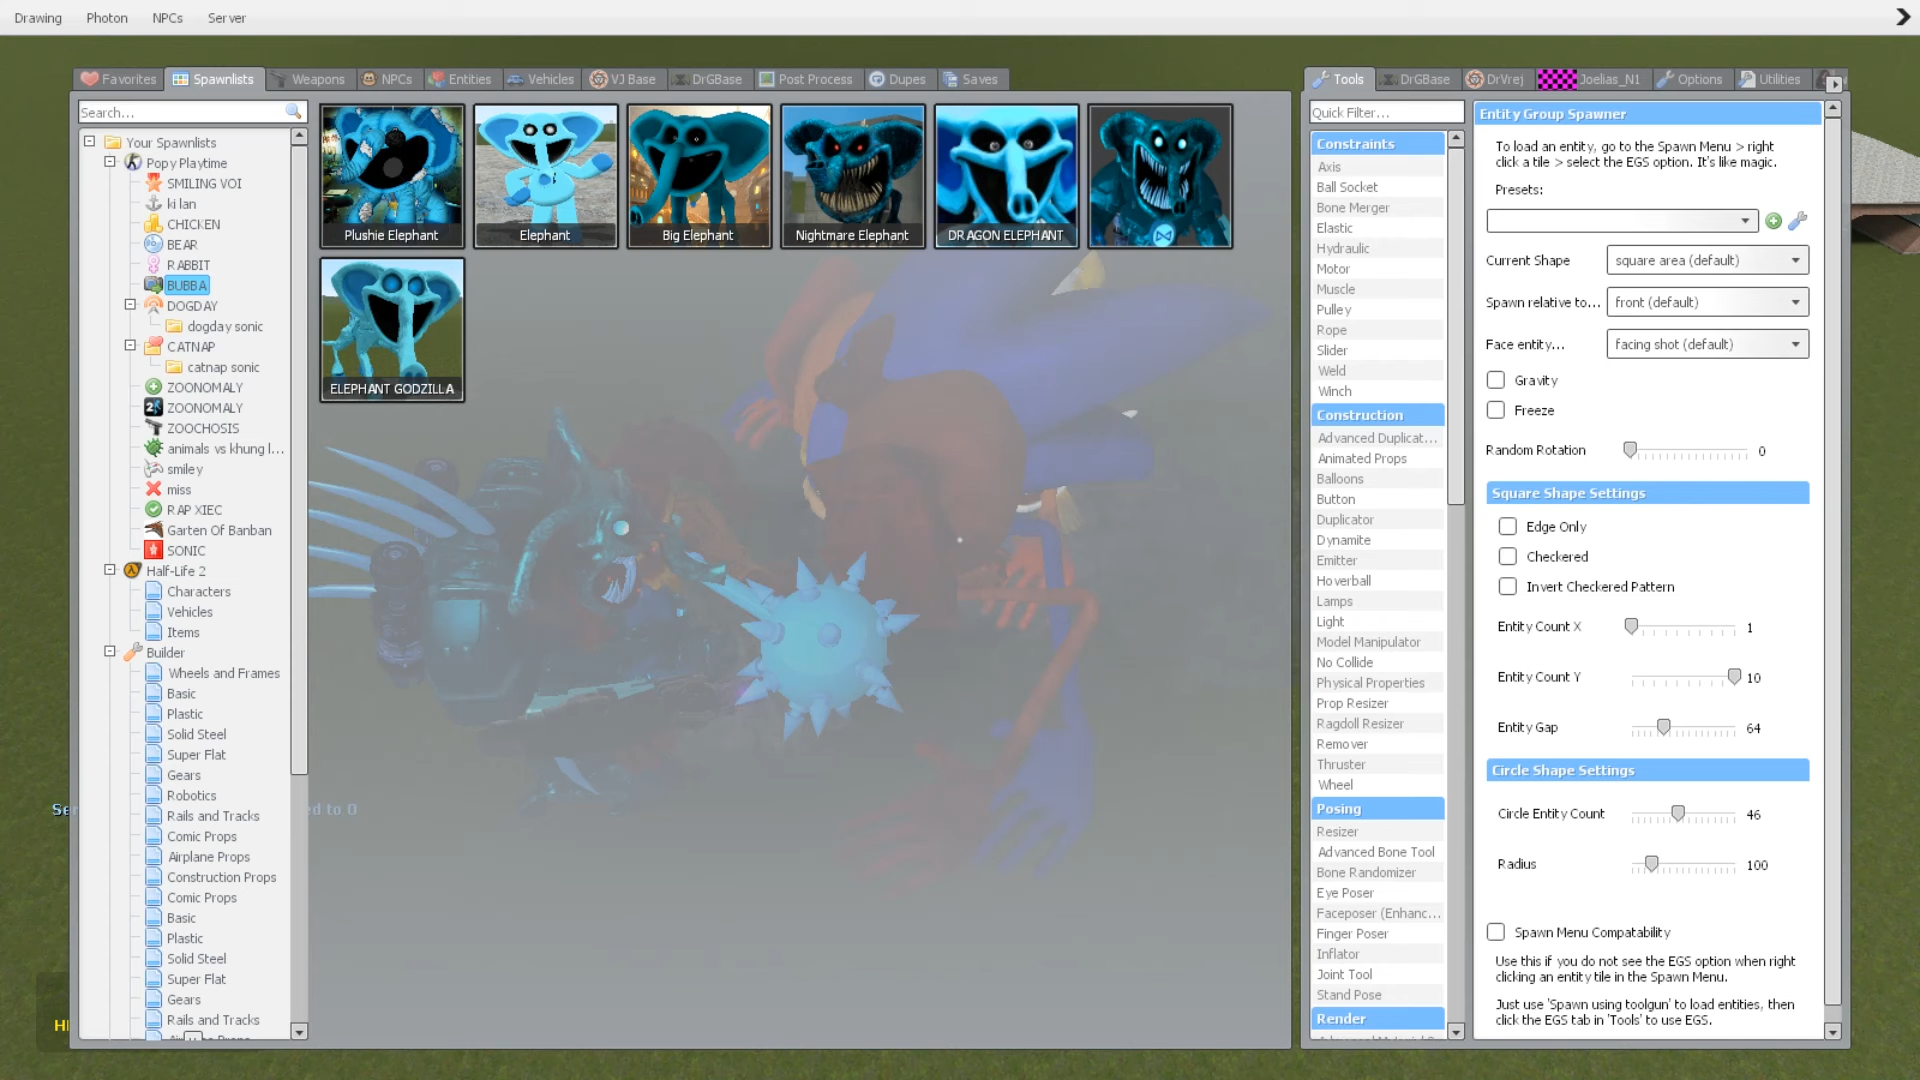 Drawing Photon NPCs Server
Favorites Spawnlists Weapons NPCs Entities Vehicles VJ Base DrGBase Post Process Dupes Saves
Search...
Your Spawnlists
Popy Playtime
SMILING VOI
ki lan
CHICKEN
BEAR
RABBIT
BUBBA
DOGDAY
dogday sonic
CATNAP
catnap sonic
ZOONOMALY
ZOONOMALY
ZOOCHOSIS
animals vs khung l...
smiley
miss
RAP XIEC
Garten Of Banban
SONIC
Half-Life 2
Characters
Vehicles
Items
Builder
Wheels and Frames
Basic
Plastic
Solid Steel
Super Flat
Gears
Robotics
Rails and Tracks
Comic Props
Airplane Props
Construction Props
Comic Props
Basic
Plastic
Solid Steel
Super Flat
Gears
Rails and Tracks
Plushie Elephant
Elephant
Big Elephant
Nightmare Elephant
DRAGON ELEPHANT
ELEPHANT GODZILLA
ed to 0
Tools DrGBase DrVrej Joelias_N1 Options Utilities
Quick Filter...
Constraints
Axis
Ball Socket
Bone Merger
Elastic
Hydraulic
Motor
Muscle
Pulley
Rope
Slider
Weld
Winch
Construction
Advanced Duplicat...
Animated Props
Balloons
Button
Duplicator
Dynamite
Emitter
Hoverball
Lamps
Light
Model Manipulator
No Collide
Physical Properties
Prop Resizer
Ragdoll Resizer
Remover
Thruster
Wheel
Posing
Resizer
Advanced Bone Tool
Bone Randomizer
Eye Poser
Faceposer (Enhanc...
Finger Poser
Inflator
Joint Tool
Stand Pose
Render
Entity Group Spawner
To load an entity, go to the Spawn Menu > right
click a tile > select the EGS option. It's like magic.
Presets:
Current Shape square area (default)
Spawn relative to... front (default)
Face entity... facing shot (default)
Gravity
Freeze
Random Rotation 0
Square Shape Settings
Edge Only
Checkered
Invert Checkered Pattern
Entity Count X 1
Entity Count Y 10
Entity Gap 64
Circle Shape Settings
Circle Entity Count 46
Radius 100
Spawn Menu Compatability
Use this if you do not see the EGS option when right
clicking an entity tile in the Spawn Menu.
Just use 'Spawn using toolgun' to load entities, then
click the EGS tab in 'Tools' to use EGS.